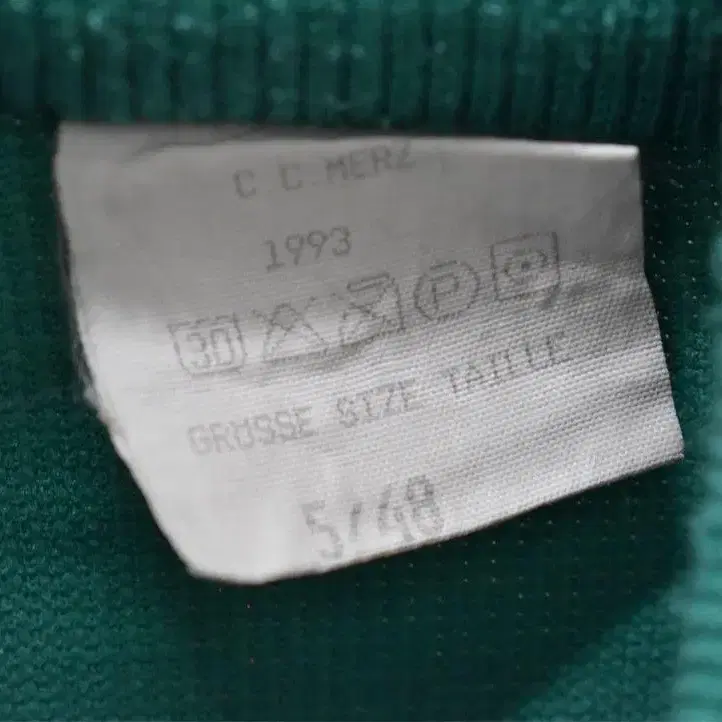 C C. MERZ
1993
30 P
GRÖSSE SIZE TAILLE
5/48